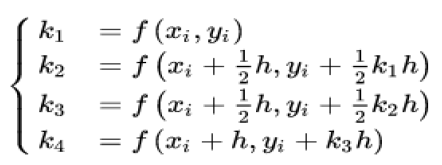 k₁ = f (xᵢ, yᵢ)
k₂ = f (xᵢ + ½h, yᵢ + ½k₁h)
k₃ = f (xᵢ + ½h, yᵢ + ½k₂h)
k₄ = f (xᵢ + h, yᵢ + k₃h)